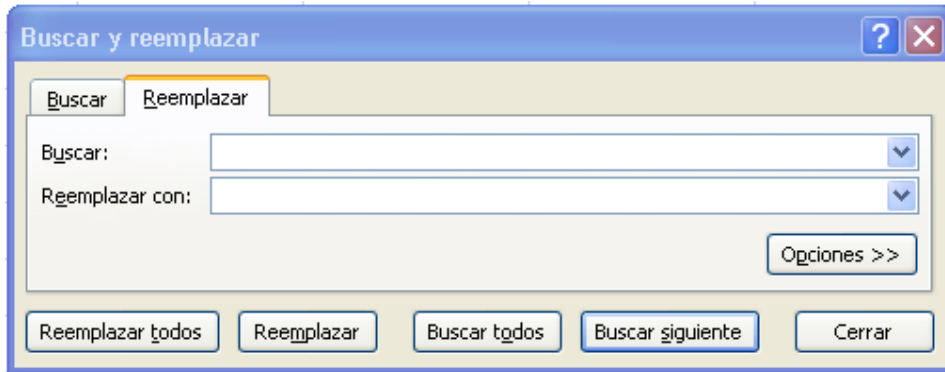 Buscar y reemplazar
Buscar Reemplazar
Buscar:
Reemplazar con:
Opciones >>
Reemplazar todos Reemplazar Buscar todos Buscar siguiente Cerrar